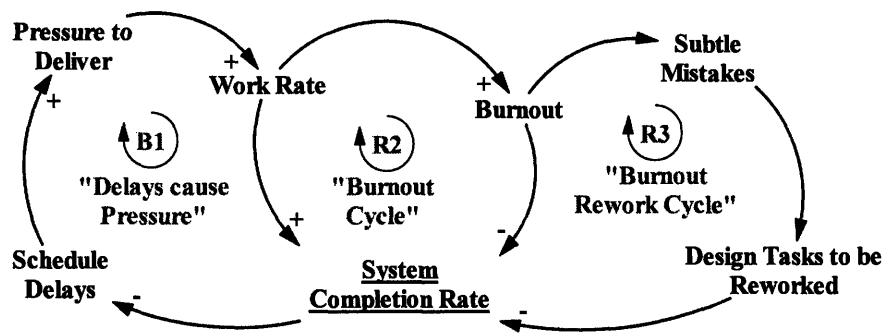 Pressure to
Deliver
+
Work Rate
+
Burnout
Subtle
Mistakes
+
B1
"Delays cause
Pressure"
R2
"Burnout
Cycle"
R3
"Burnout
Rework Cycle"
+
-
Schedule
Delays
-
System
Completion Rate
-
Design Tasks to be
Reworked